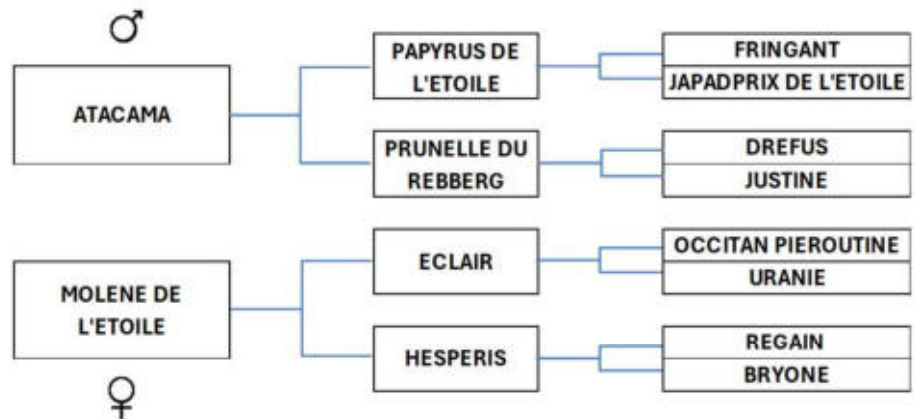 ♂
ATACAMA
PAPYRUS DE
L'ETOILE
FRINGANT
JAPADPRIX DE L'ETOILE
PRUNELLE DU
REBBERG
DREFUS
JUSTINE
MOLENE DE
L'ETOILE
ECLAIR
OCCITAN PIEROUTINE
URANIE
HESPERIS
REGAIN
BRYONE
♀